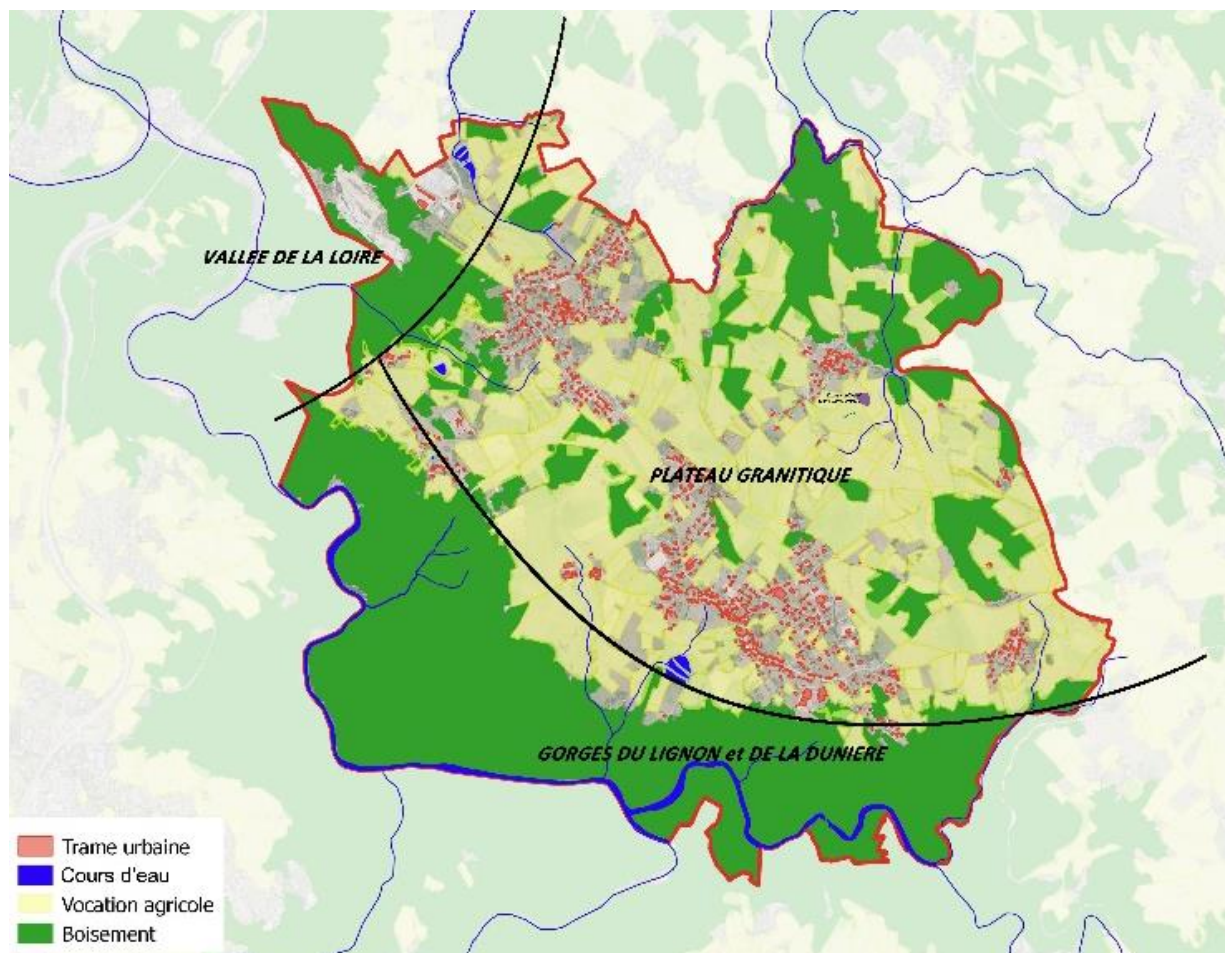 VALLEE DE LA LOIRE
PLATEAU GRANITIQUE
GORGES DU LIGNON et DE LA DUNIERE
Trame urbaine
Cours d'eau
Vocation agricole
Boisement